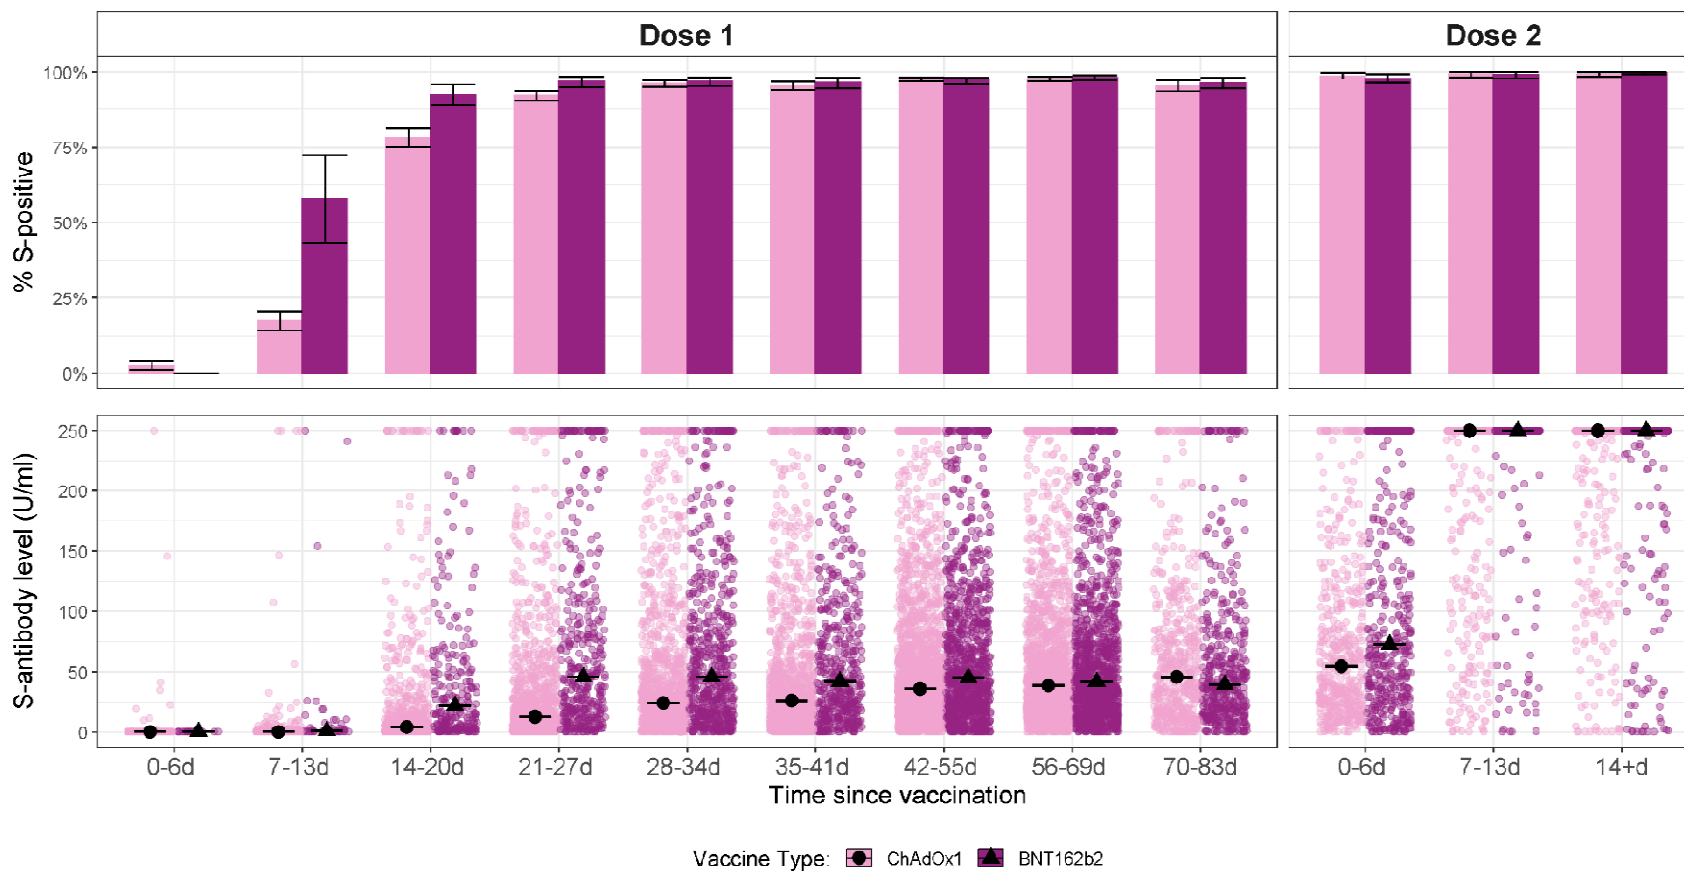 Dose 1
Dose 2
% S-positive
100%
75%
50%
25%
0%
S-antibody level (U/ml)
250
200
150
100
50
0
0-6d 7-13d 14-20d 21-27d 28-34d 35-41d 42-55d 56-69d 70-83d 0-6d 7-13d 14+d
Time since vaccination
Vaccine Type: ChAdOx1 BNT162b2